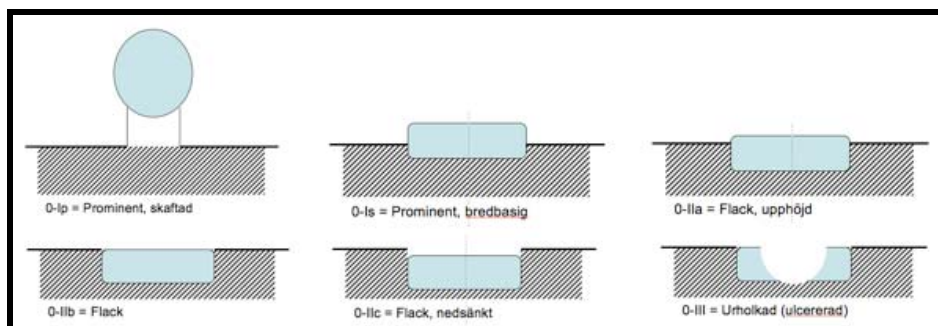 0-Ip = Prominent, skaftad
0-Is = Prominent, bredbasig
0-IIa = Flack, upphöjd
0-IIb = Flack
0-IIc = Flack, nedsänkt
0-III = Urholkad (ulcererad)